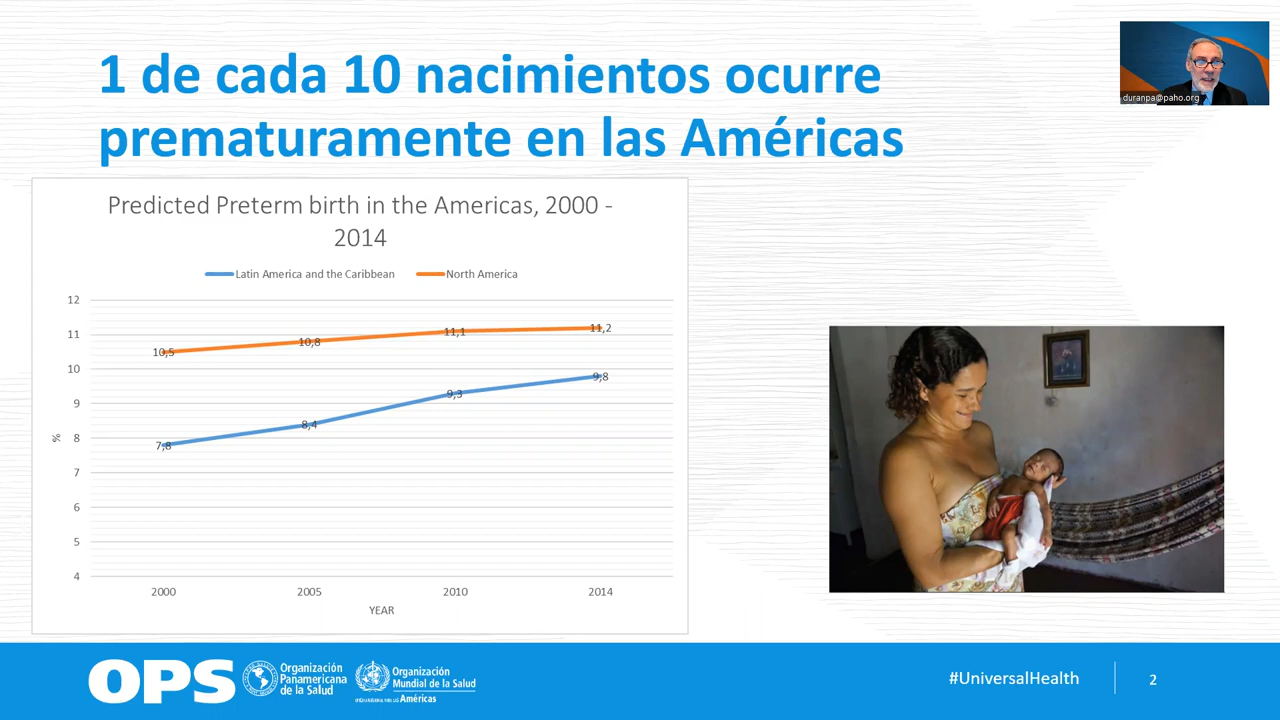 1 de cada 10 nacimientos ocurre
prematuramente en las Américas
duranpa@paho.org
Predicted Preterm birth in the Americas, 2000 -
2014
Latin America and the Caribbean
North America
12
11
10
9
8
7
6
5
4
%
10,5
10,8
11,1
11,2
7,8
8,4
9,3
9,8
2000
2005
2010
2014
YEAR
OPS
Organización
Panamericana
de la Salud
Organización
Mundial de la Salud
Américas
#UniversalHealth
2